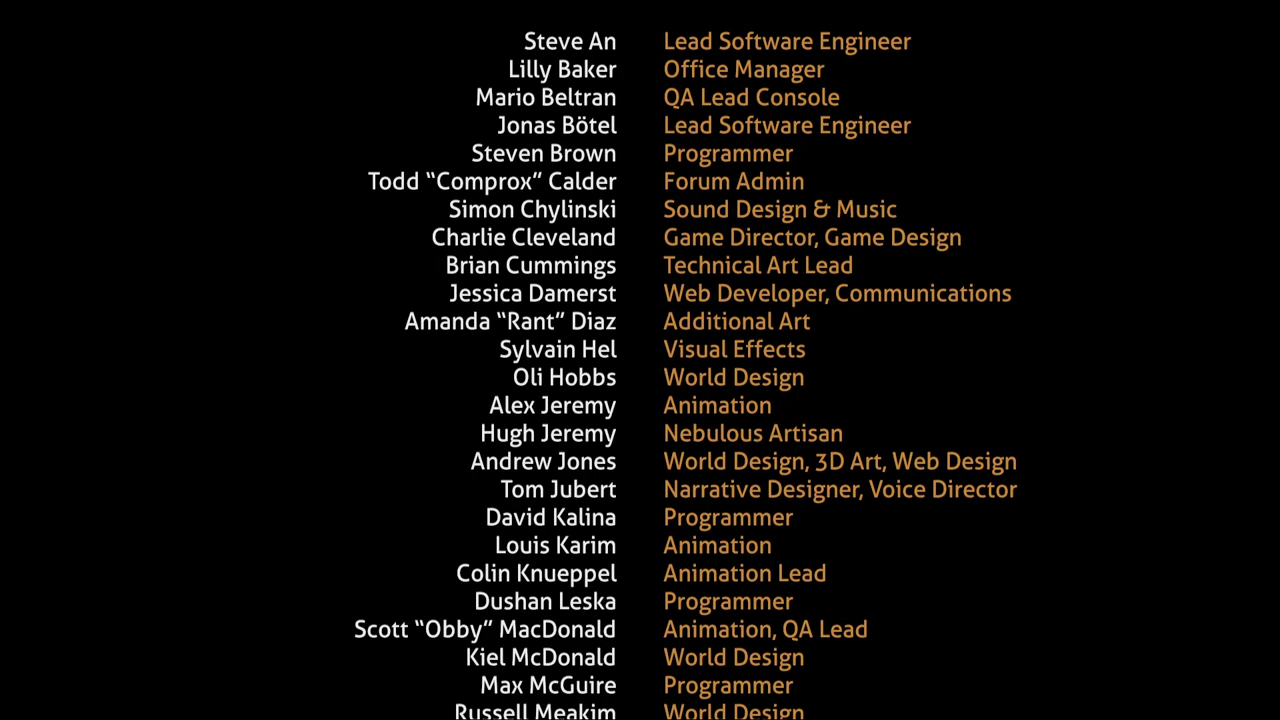 Steve An Lead Software Engineer
Lilly Baker Office Manager
Mario Beltran QA Lead Console
Jonas Bötel Lead Software Engineer
Steven Brown Programmer
Todd “Comprox” Calder Forum Admin
Simon Chylinski Sound Design & Music
Charlie Cleveland Game Director, Game Design
Brian Cummings Technical Art Lead
Jessica Damerst Web Developer, Communications
Amanda “Rant” Diaz Additional Art
Sylvain Hel Visual Effects
Oli Hobbs World Design
Alex Jeremy Animation
Hugh Jeremy Nebulous Artisan
Andrew Jones World Design, 3D Art, Web Design
Tom Jubert Narrative Designer, Voice Director
David Kalina Programmer
Louis Karim Animation
Colin Knueppel Animation Lead
Dushan Leska Programmer
Scott “Obby” MacDonald Animation, QA Lead
Kiel McDonald World Design
Max McGuire Programmer
Russell Meakim World Design